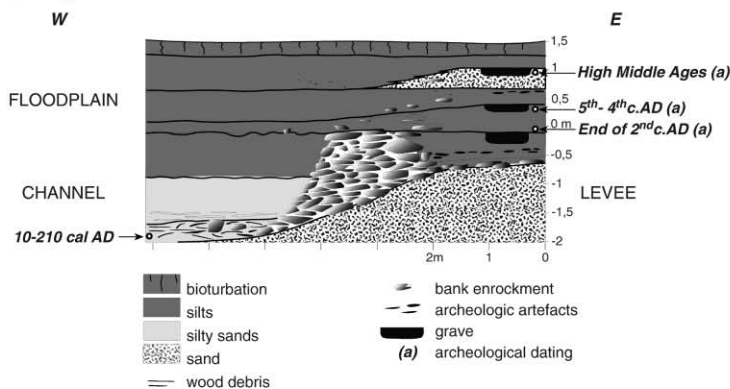 W E
1,5
1
High Middle Ages (a)
FLOODPLAIN
0,5
5th- 4thc.AD (a)
0 m
End of 2ndc.AD (a)
-0,5
CHANNEL
-1
LEVEE
-1,5
10-210 cal AD
-2
2m 1 0
bioturbation
silts
silty sands
sand
wood debris
bank enrockment
archeologic artefacts
grave
(a) archeological dating